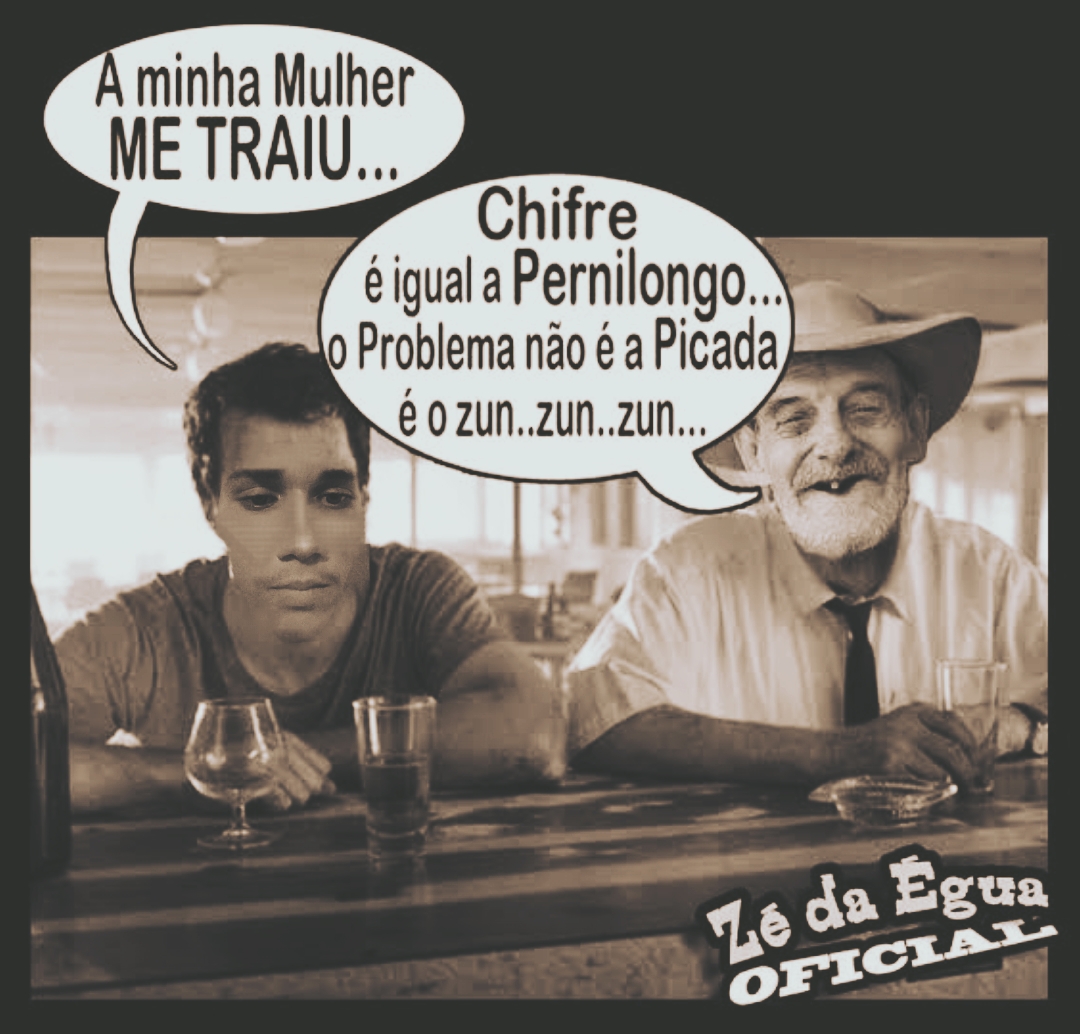 A minha Mulher
ME TRAIU...
Chifre
é igual a Pernilongo...
o Problema não é a Picada
é o zun..zun..zun...
Zé da Égua
OFICIAL